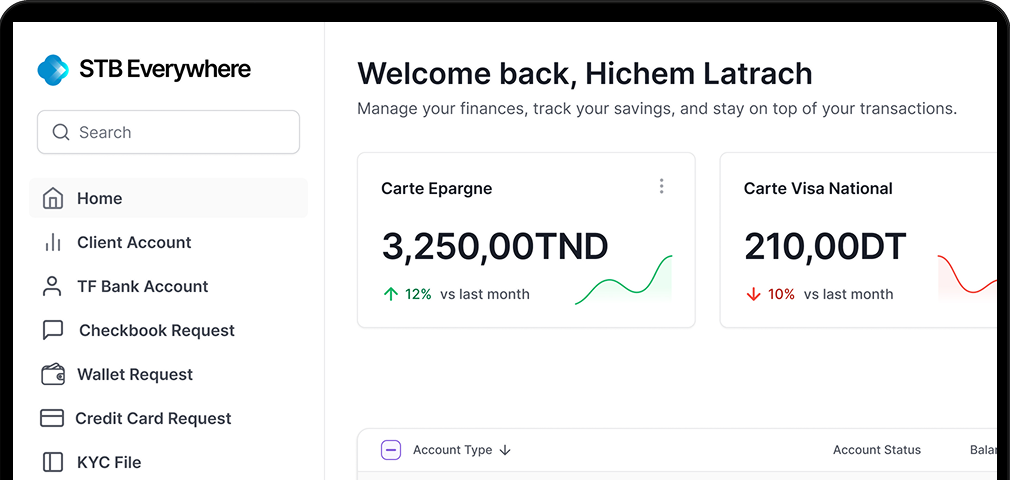 STB Everywhere
Search
Home
Client Account
TF Bank Account
Checkbook Request
Wallet Request
Credit Card Request
KYC File
Welcome back, Hichem Latrach
Manage your finances, track your savings, and stay on top of your transactions.
Carte Epargne
3,250,00TND
12% vs last month
Carte Visa National
210,00DT
10% vs last month
Account Type Account Status Balan